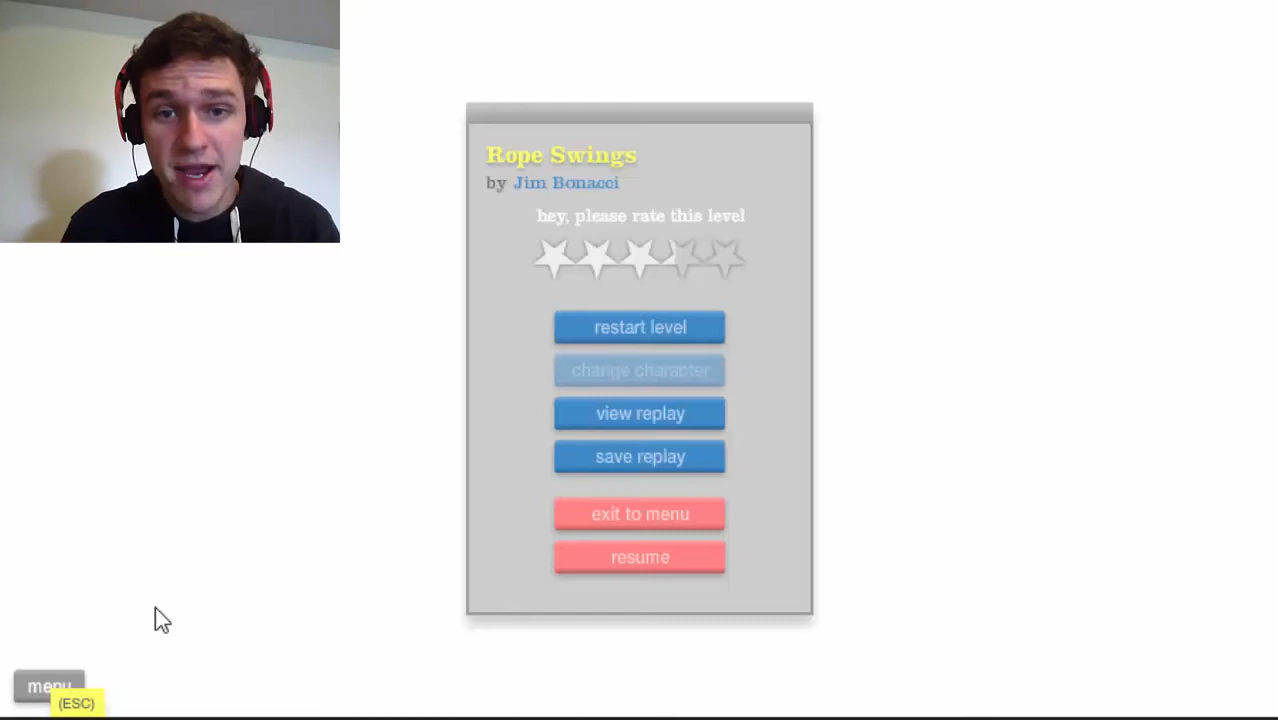 Rope Swings
by Jim Bonacci
hey, please rate this level
restart level
change character
view replay
save replay
exit to menu
resume
menu
(ESC)